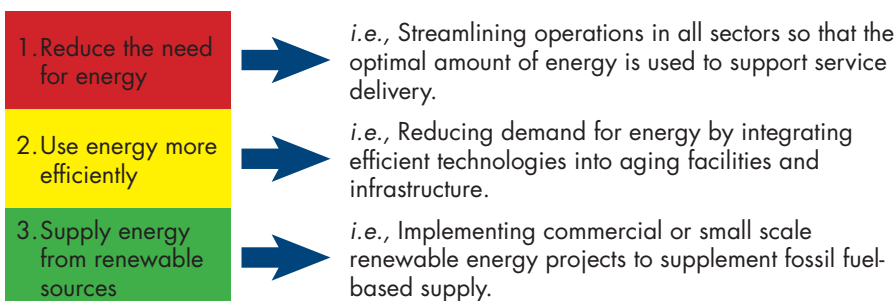 1.Reduce the need
for energy
i.e., Streamlining operations in all sectors so that the
optimal amount of energy is used to support service
delivery.
2.Use energy more
efficiently
i.e., Reducing demand for energy by integrating
efficient technologies into aging facilities and
infrastructure.
3.Supply energy
from renewable
sources
i.e., Implementing commercial or small scale
renewable energy projects to supplement fossil fuel-
based supply.